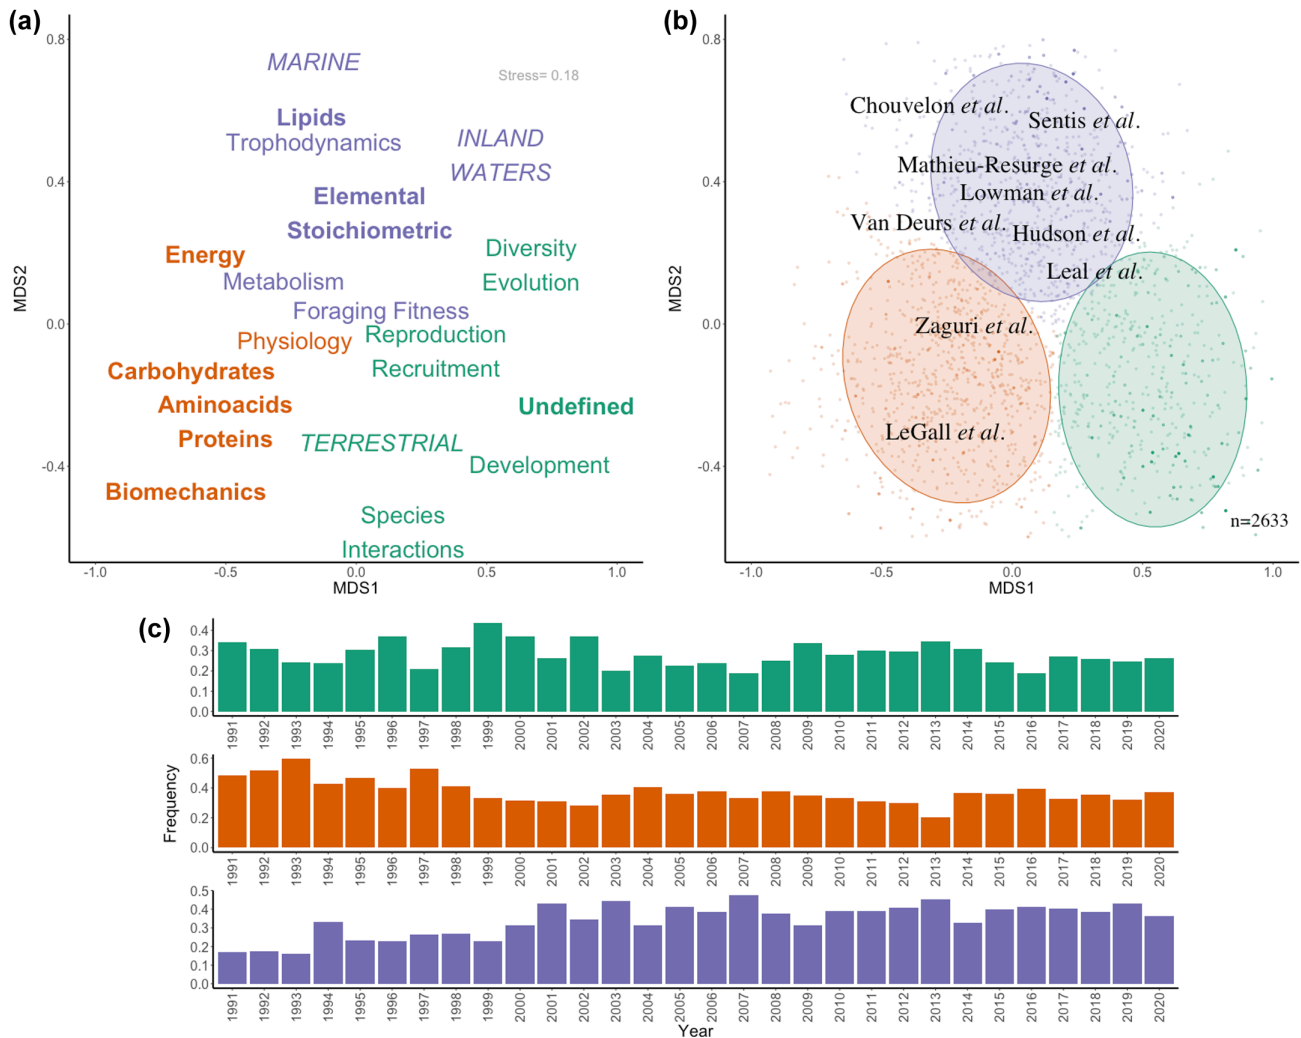 (a)
0.8
0.4
0.0
-0.4
MDS2
MARINE
Stress= 0.18
Lipids
Trophodynamics
INLAND
WATERS
Elemental
Stoichiometric
Energy
Diversity
Metabolism
Evolution
Foraging Fitness
Physiology
Reproduction
Carbohydrates
Recruitment
Aminoacids
Undefined
Proteins
TERRESTRIAL
Development
Biomechanics
Species
Interactions
-1.0 -0.5 0.0 0.5 1.0
MDS1
(b)
0.8
0.4
0.0
-0.4
MDS2
Chouvelon et al.
Sentis et al.
Mathieu-Resurge et al.
Lowman et al.
Van Deurs et al.
Hudson et al.
Leal et al.
Zaguri et al.
LeGall et al.
n=2633
-1.0 -0.5 0.0 0.5 1.0
MDS1
(c)
0.4
0.3
0.2
0.1
0.0
1991 1992 1993 1994 1995 1996 1997 1998 1999 2000 2001 2002 2003 2004 2005 2006 2007 2008 2009 2010 2011 2012 2013 2014 2015 2016 2017 2018 2019 2020
Frequency
0.6
0.4
0.2
0.0
1991 1992 1993 1994 1995 1996 1997 1998 1999 2000 2001 2002 2003 2004 2005 2006 2007 2008 2009 2010 2011 2012 2013 2014 2015 2016 2017 2018 2019 2020
0.5
0.4
0.3
0.2
0.1
0.0
1991 1992 1993 1994 1995 1996 1997 1998 1999 2000 2001 2002 2003 2004 2005 2006 2007 2008 2009 2010 2011 2012 2013 2014 2015 2016 2017 2018 2019 2020
Year